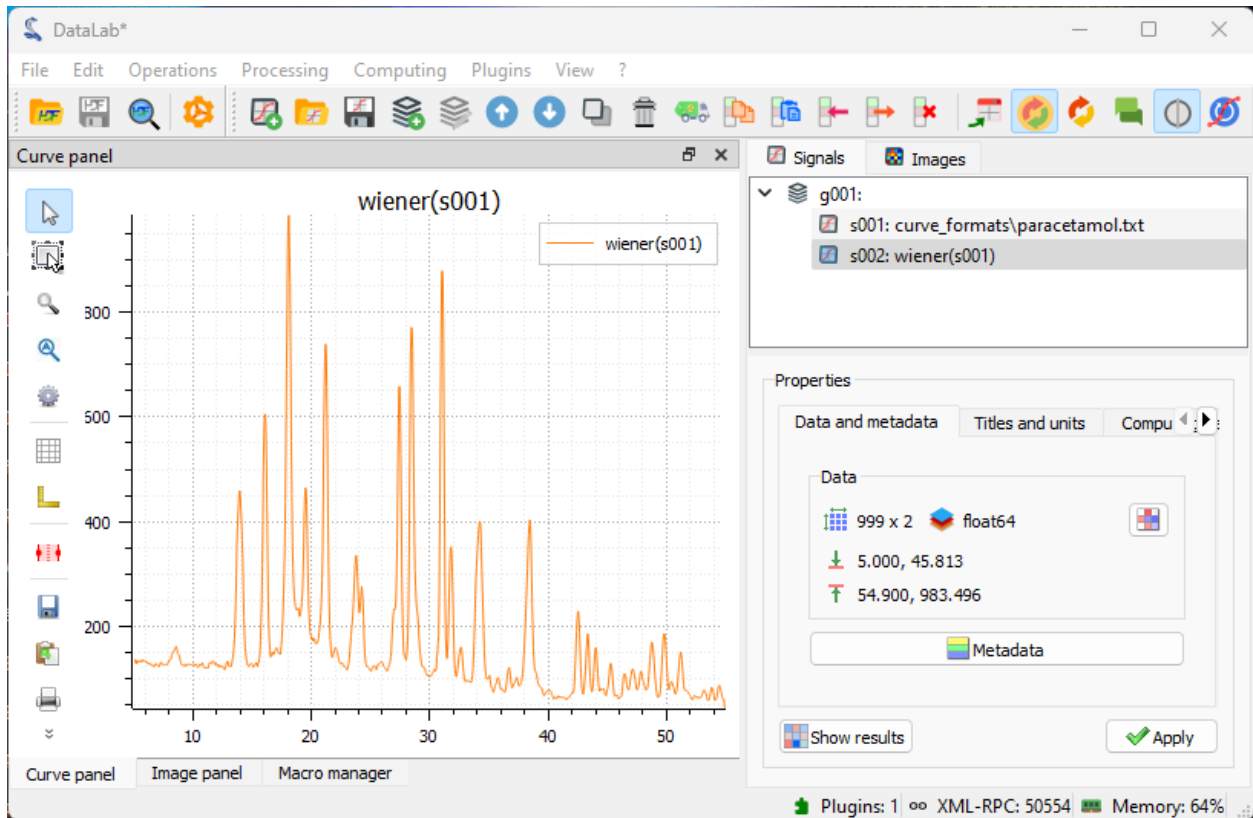 DataLab*
File Edit Operations Processing Computing Plugins View ?
Curve panel
wiener(s001)
wiener(s001)
800
600
400
200
10 20 30 40 50
Curve panel Image panel Macro manager
Signals Images
g001:
s001: curve_formats\paracetamol.txt
s002: wiener(s001)
Properties
Data and metadata Titles and units Compu
Data
999 x 2 float64
5.000, 45.813
54.900, 983.496
Metadata
Show results Apply
Plugins: 1 XML-RPC: 50554 Memory: 64%